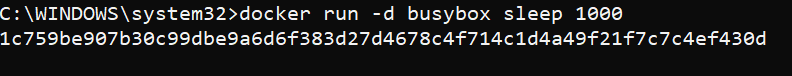 C:\WINDOWS\system32>docker run -d busybox sleep 1000
1c759be907b30c99dbe9a6d6f383d27d4678c4f714c1d4a49f21f7c7c4ef430d